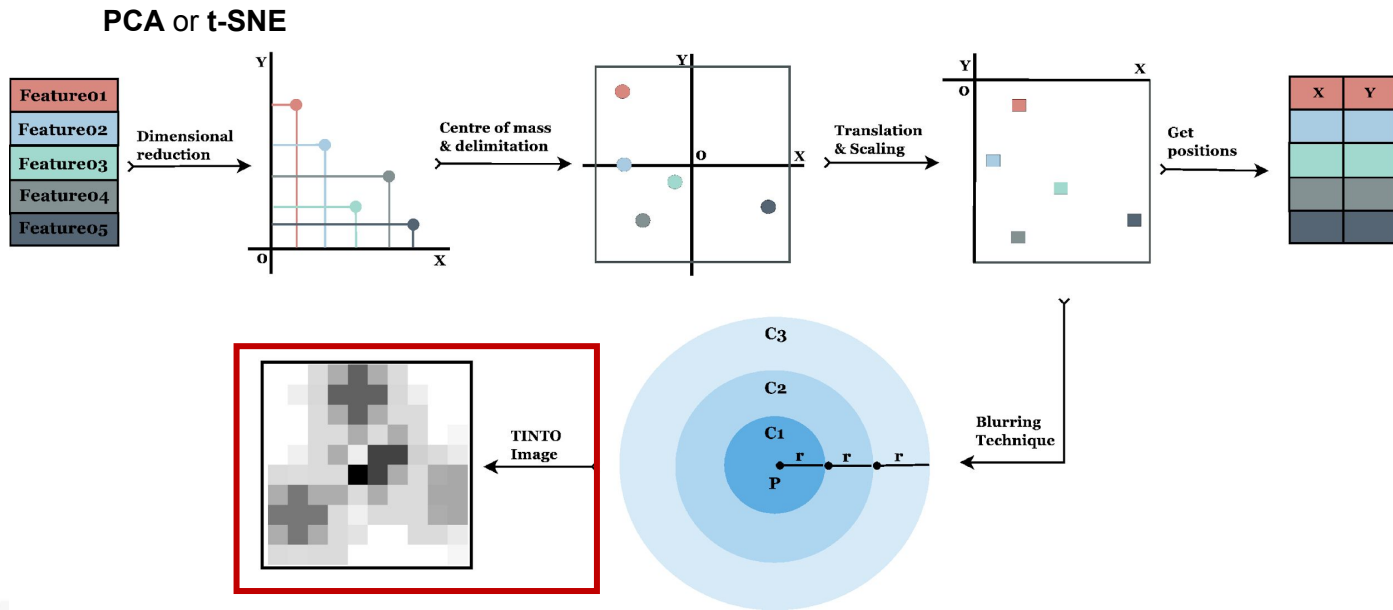 PCA or t-SNE
Feature01
Feature02
Feature03
Feature04
Feature05
Dimensional
reduction
Y
O
X
Centre of mass
& delimitation
Y
O
X
Translation
& Scaling
Y
X
O
Get
positions
X Y
TINTO
Image
C3
C2
C1
r r r
P
Blurring
Technique